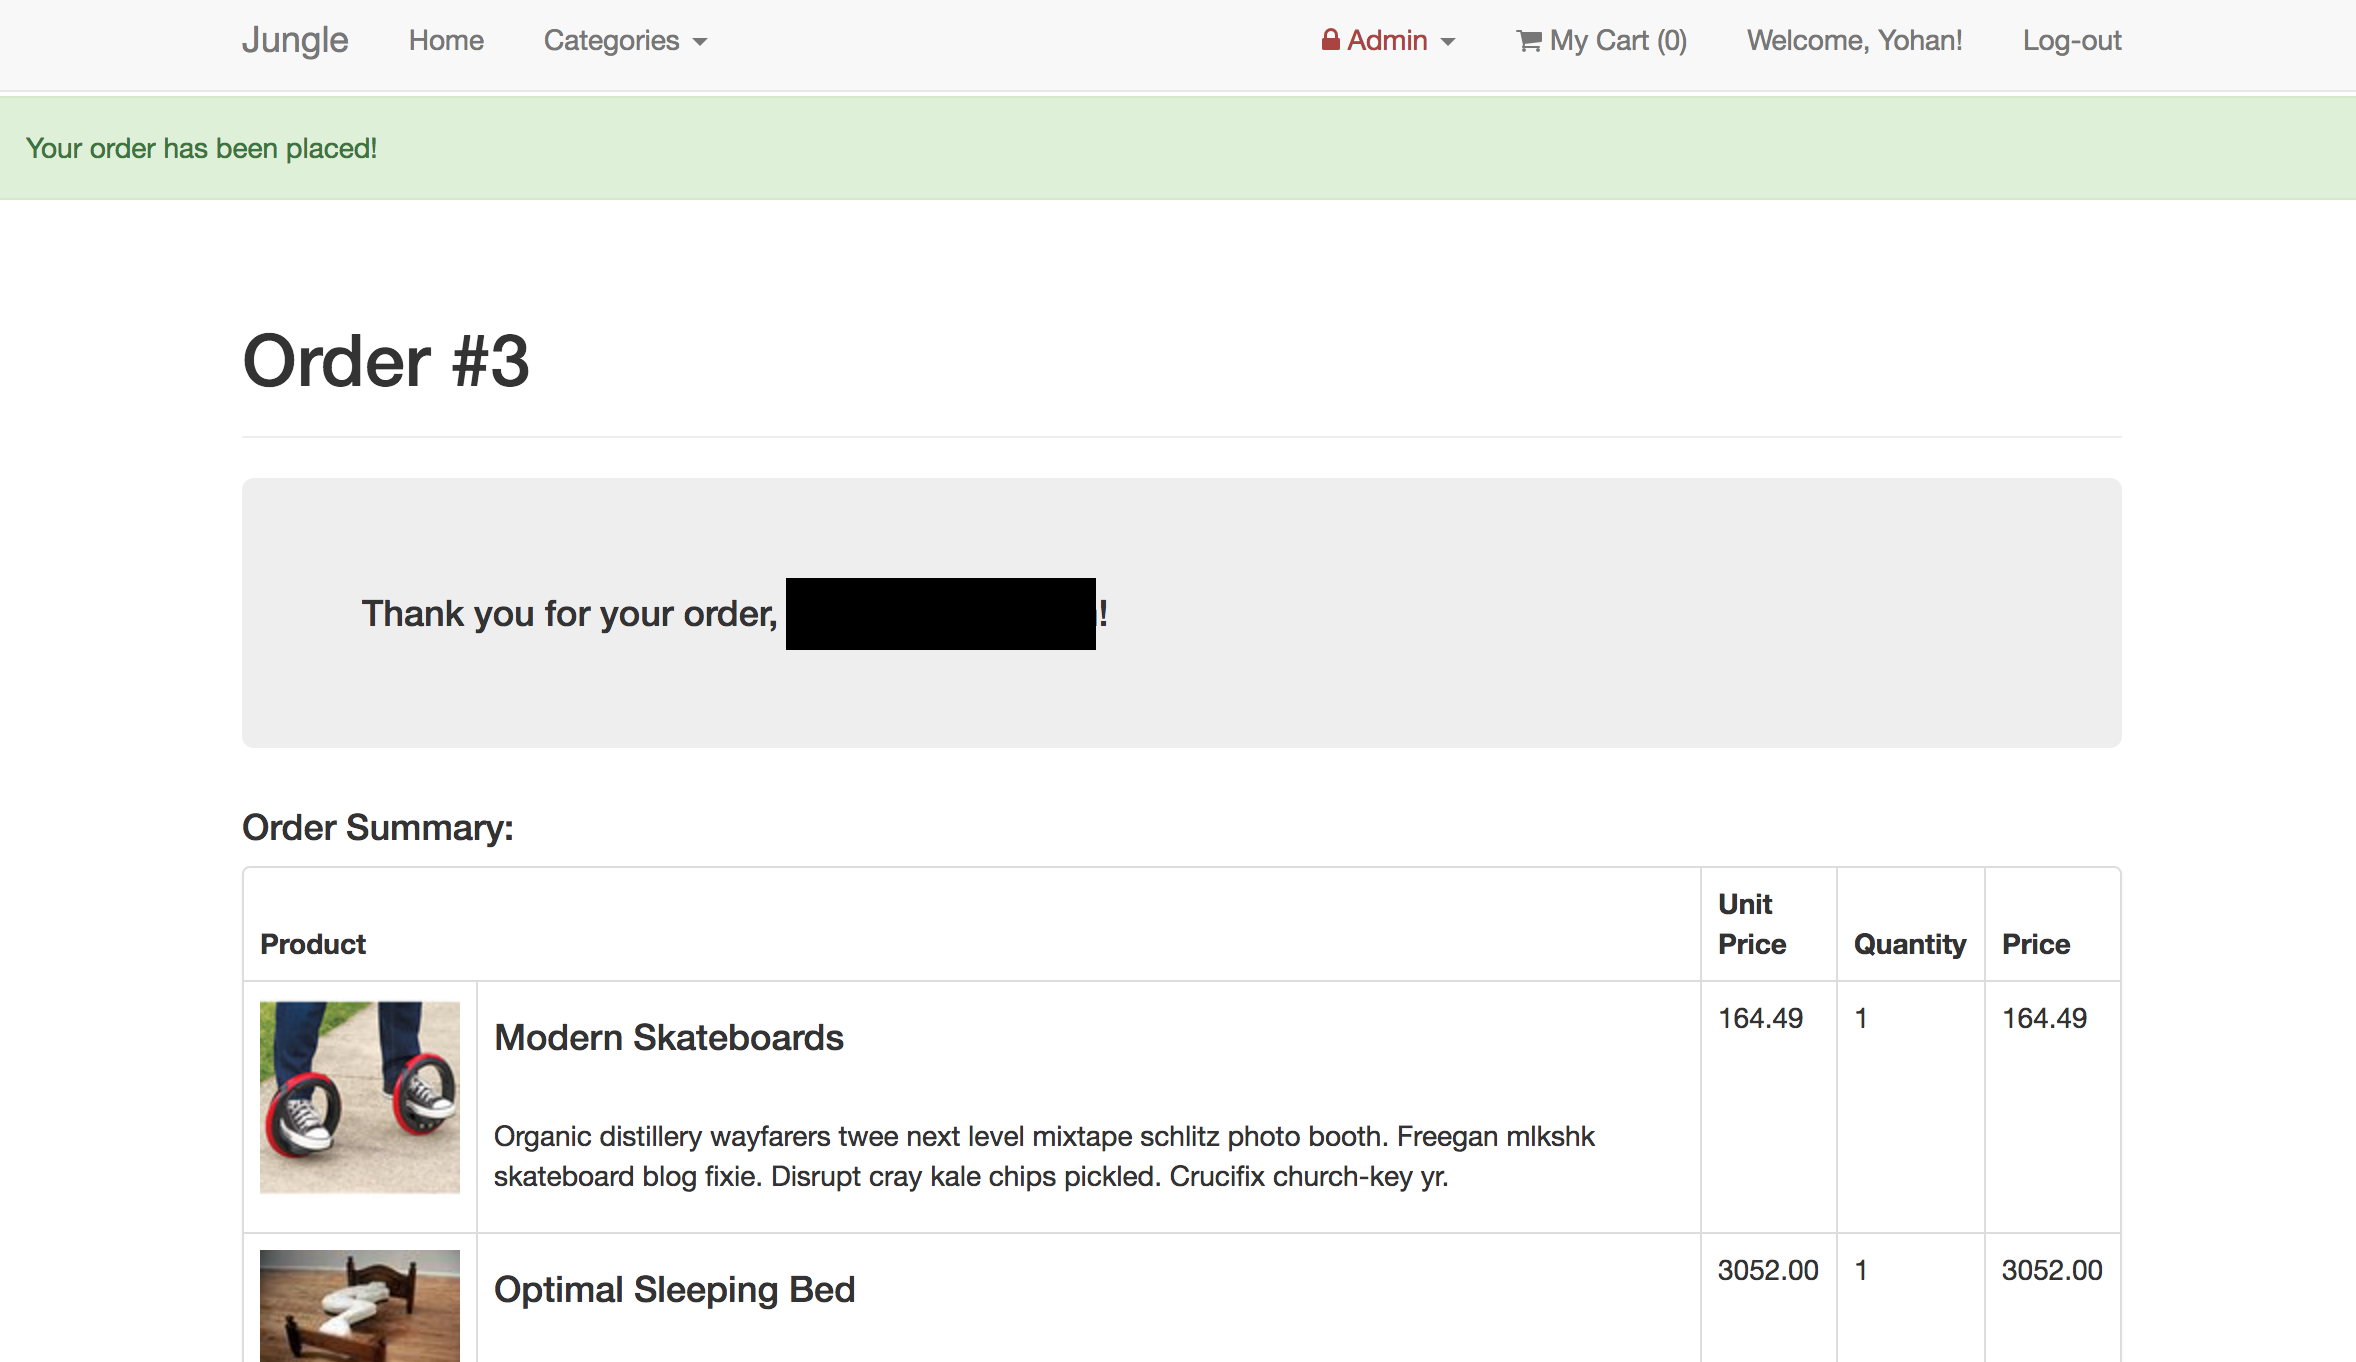 Jungle Home Categories Admin My Cart (0) Welcome, Yohan! Log-out
Your order has been placed!
Order #3
Thank you for your order, !
Order Summary:
Product Unit Price Quantity Price
Modern Skateboards 164.49 1 164.49
Organic distillery wayfarers twee next level mixtape schlitz photo booth. Freegan mlkshk
skateboard blog fixie. Disrupt cray kale chips pickled. Crucifix church-key yr.
Optimal Sleeping Bed 3052.00 1 3052.00